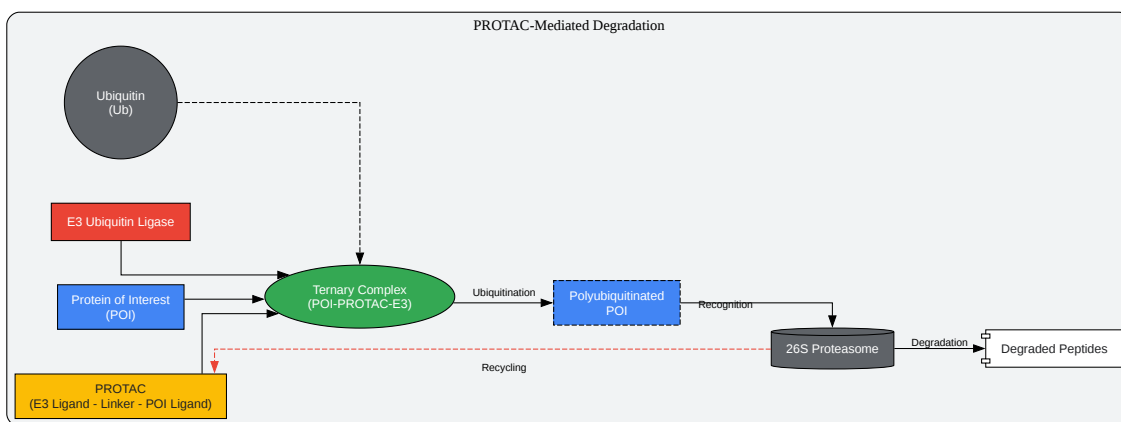 PROTAC-Mediated Degradation
Ubiquitin
(Ub)
E3 Ubiquitin Ligase
Protein of Interest
(POI)
PROTAC
(E3 Ligand - Linker - POI Ligand)
Ternary Complex
(POI-PROTAC-E3)
Ubiquitination
Polyubiquitinated
POI
Recognition
26S Proteasome
Degradation
Degraded Peptides
Recycling